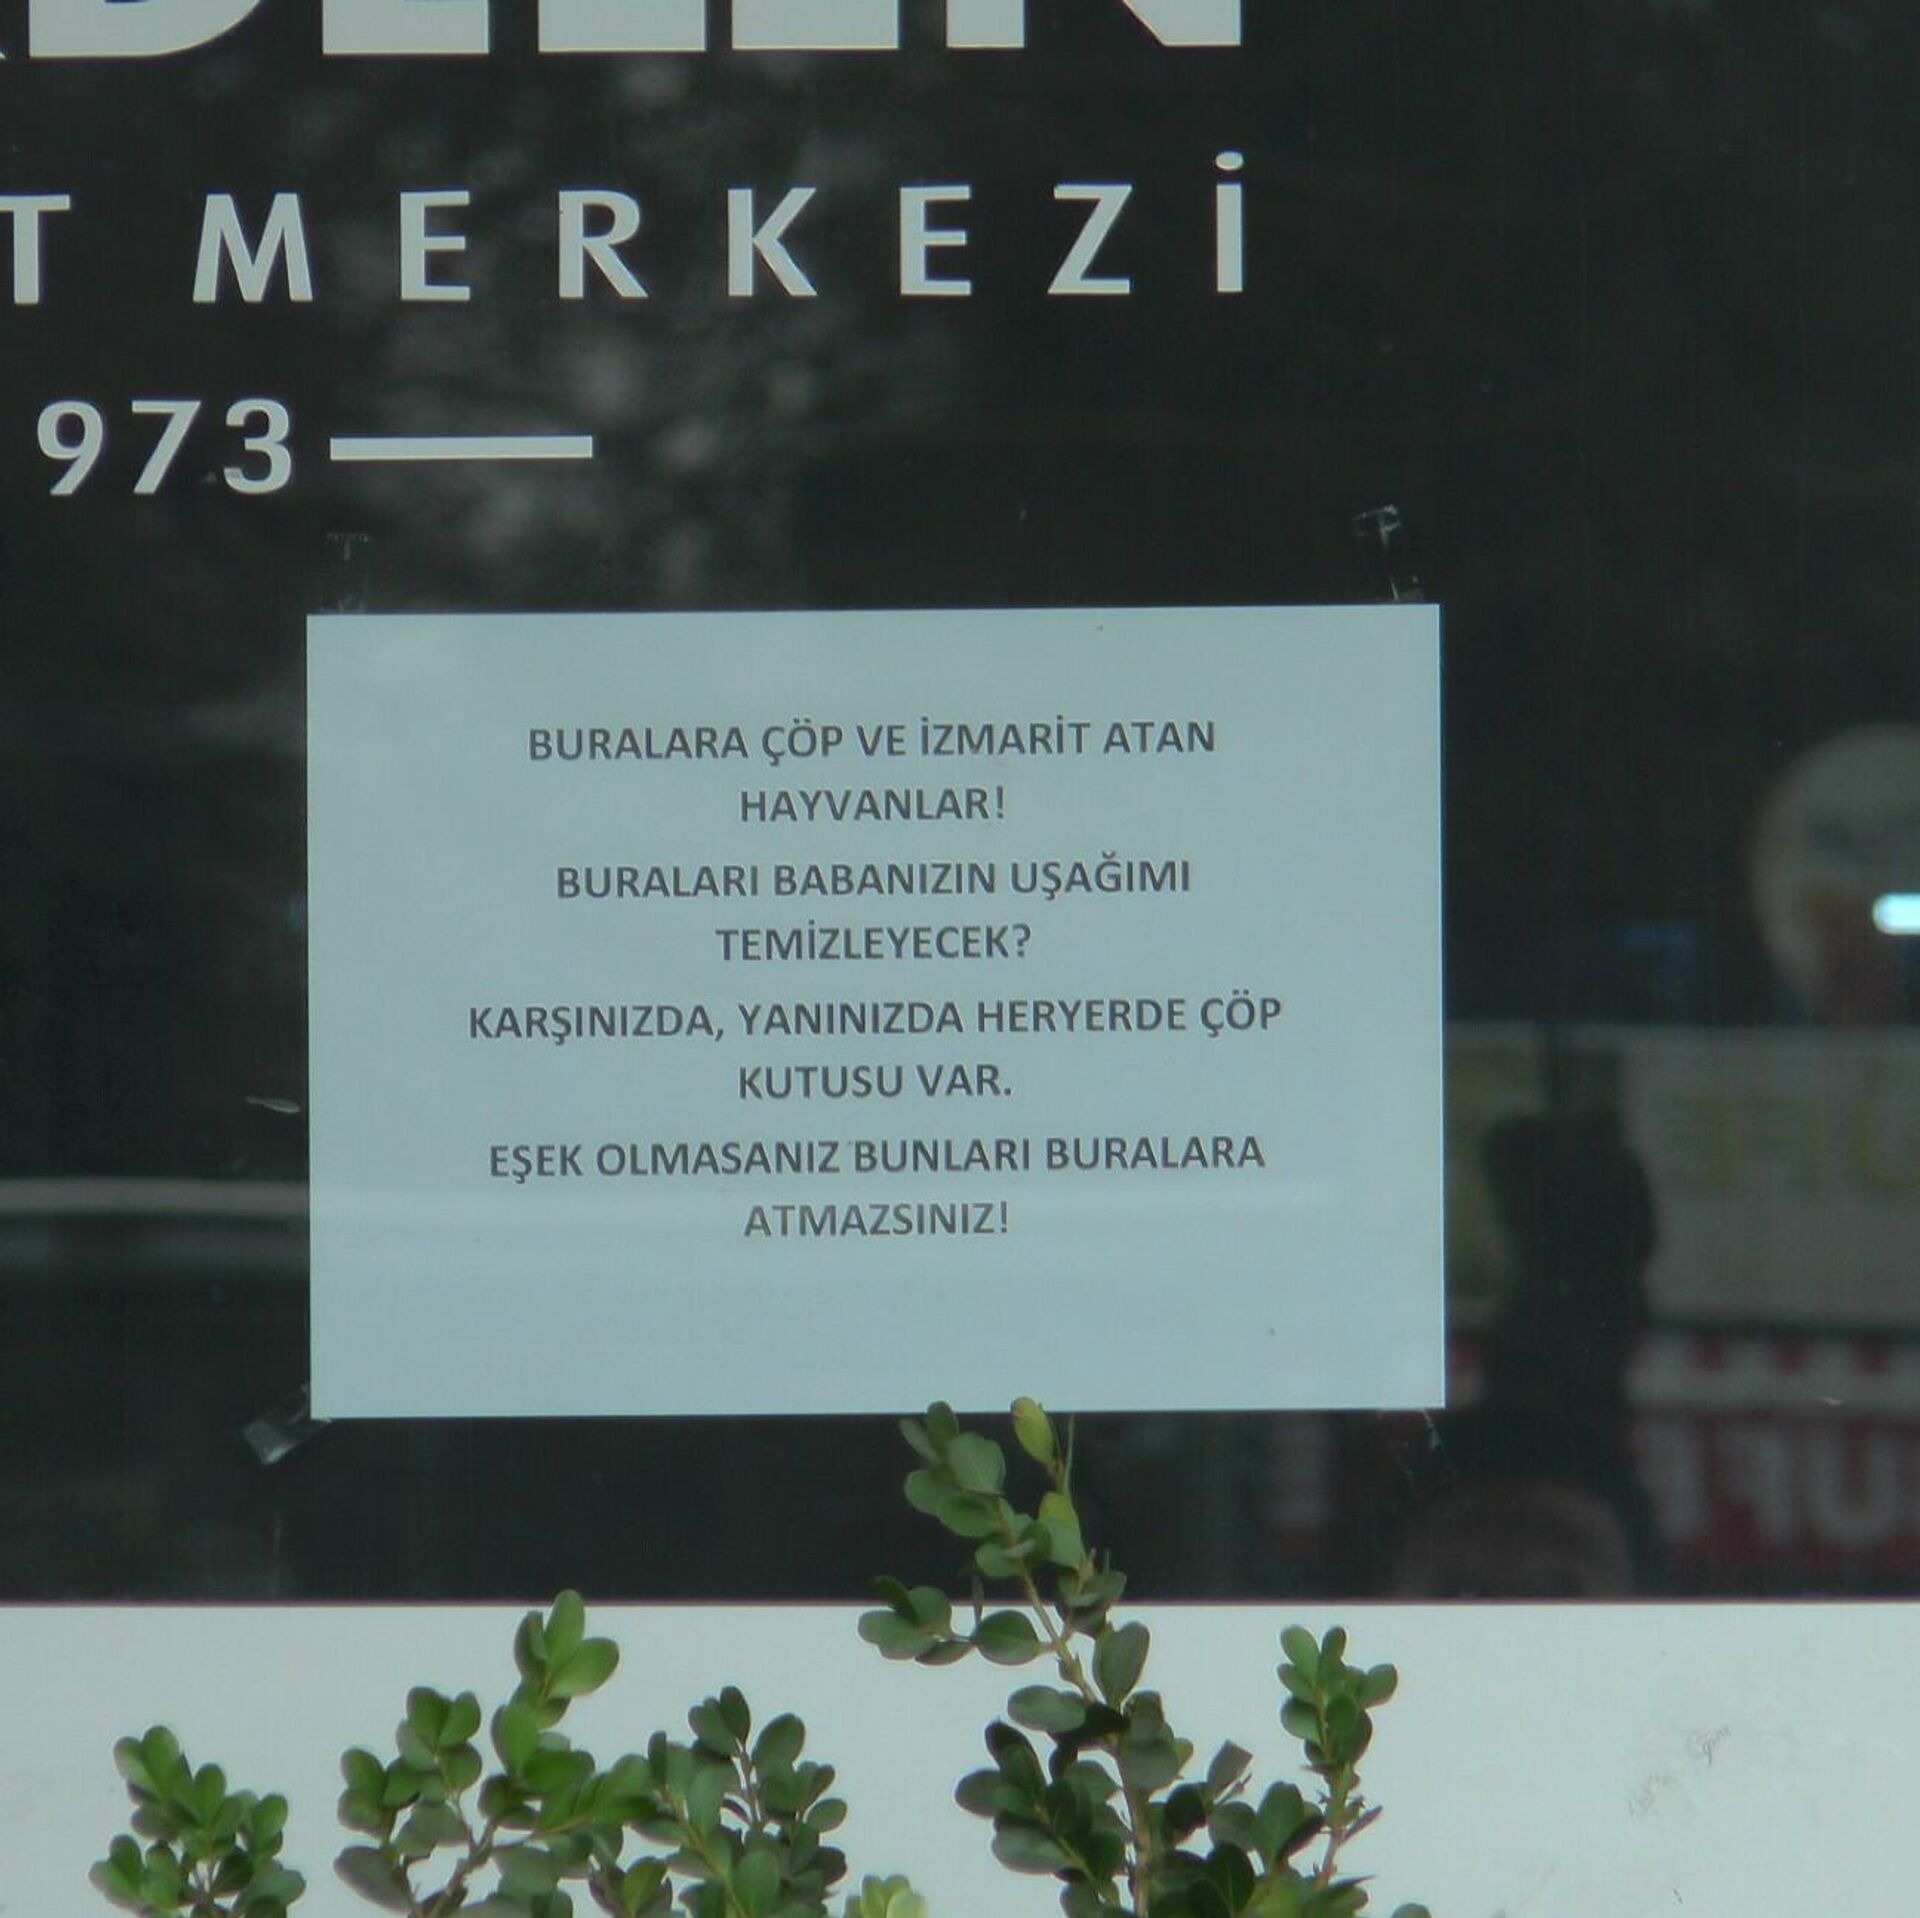 T MERKEZİ
973
BURALARA ÇÖP VE İZMARİT ATAN
HAYVANLAR!
BURALARI BABANIZIN UŞAĞIMI
TEMİZLEYECEK?
KARŞINIZDA, YANINIZDA HERYERDE ÇÖP
KUTUSU VAR.
EŞEK OLMASANIZ BUNLARI BURALARA
ATMAZSINIZ!